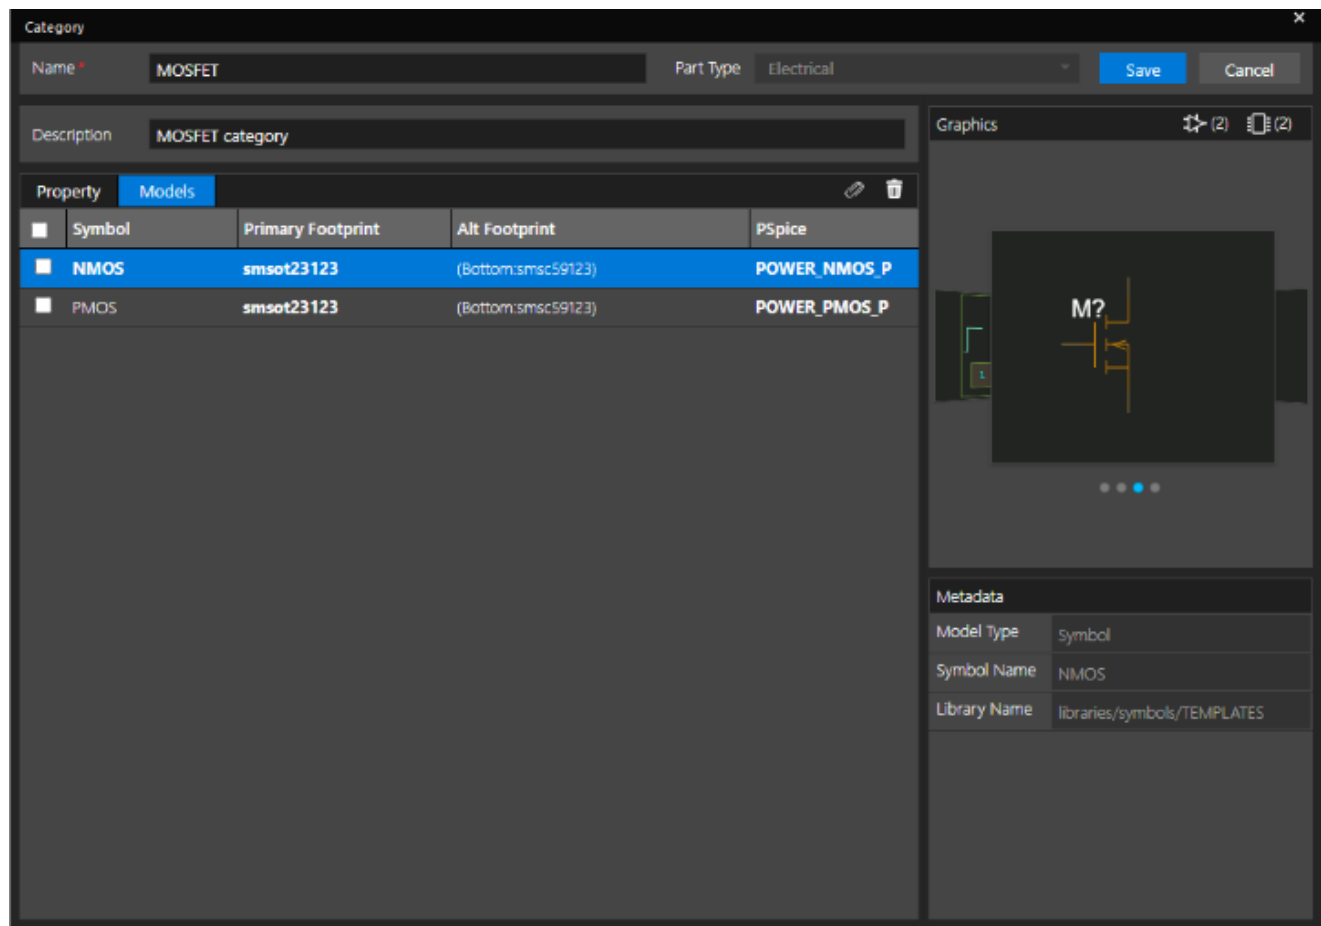 Category
Name* MOSFET Part Type Electrical Save Cancel
Description MOSFET category
Graphics (2) (2)
Property Models
Symbol Primary Footprint Alt Footprint PSpice
NMOS smsot23123 (Bottom:smsc59123) POWER_NMOS_P
PMOS smsot23123 (Bottom:smsc59123) POWER_PMOS_P
M?
1
Metadata
Model Type Symbol
Symbol Name NMOS
Library Name libraries/symbols/TEMPLATES